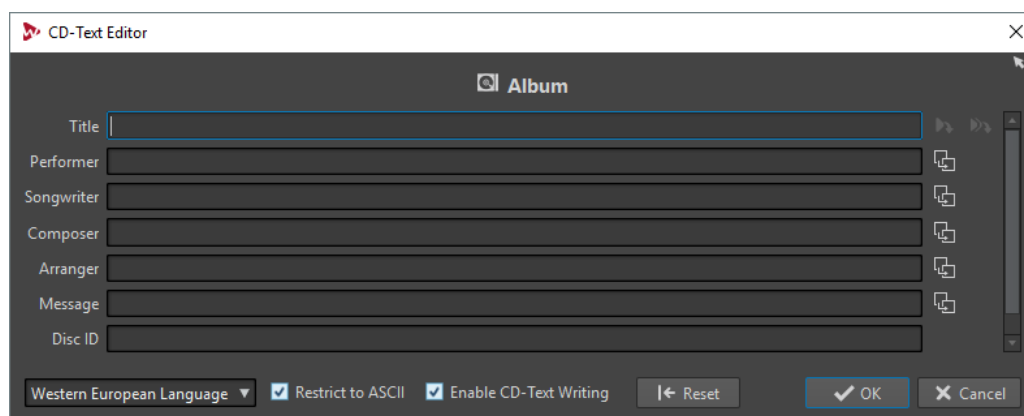 CD-Text Editor
Album
Title
Performer
Songwriter
Composer
Arranger
Message
Disc ID
Western European Language Restrict to ASCII Enable CD-Text Writing Reset OK Cancel